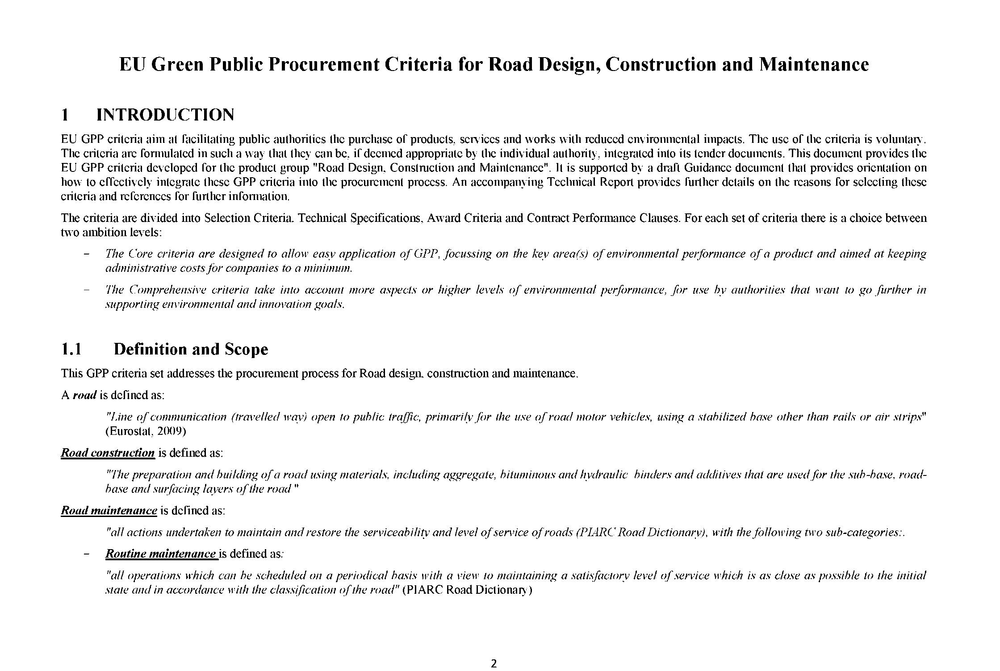 EU Green Public Procurement Criteria for Road Design, Construction and Maintenance
1 INTRODUCTION
EU GPP criteria aim at facilitating public authorities the purchase of products, services and works with reduced environmental impacts. The use of the criteria is voluntary.
The criteria are formulated in such a way that they can be, if deemed appropriate by the individual authority, integrated into its tender documents. This document provides the
EU GPP criteria developed for the product group "Road Design, Construction and Maintenance". It is supported by a draft Guidance document that provides orientation on
how to effectively integrate these GPP criteria into the procurement process. An accompanying Technical Report provides further details on the reasons for selecting these
criteria and references for further information.
The criteria are divided into Selection Criteria, Technical Specifications, Award Criteria and Contract Performance Clauses. For each set of criteria there is a choice between
two ambition levels:
– The Core criteria are designed to allow easy application of GPP, focussing on the key area(s) of environmental performance of a product and aimed at keeping
administrative costs for companies to a minimum.
– The Comprehensive criteria take into account more aspects or higher levels of environmental performance, for use by authorities that want to go further in
supporting environmental and innovation goals.
1.1 Definition and Scope
This GPP criteria set addresses the procurement process for Road design, construction and maintenance.
A road is defined as:
"Line of communication (travelled way) open to public traffic, primarily for the use of road motor vehicles, using a stabilized base other than rails or air strips"
(Eurostat, 2009)
Road construction is defined as:
"The preparation and building of a road using materials, including aggregate, bituminous and hydraulic binders and additives that are used for the sub-base, road-
base and surfacing layers of the road "
Road maintenance is defined as:
"all actions undertaken to maintain and restore the serviceability and level of service of roads (PIARC Road Dictionary), with the following two sub-categories:.
– Routine maintenance is defined as:
"all operations which can be scheduled on a periodical basis with a view to maintaining a satisfactory level of service which is as close as possible to the initial
state and in accordance with the classification of the road" (PIARC Road Dictionary)
2